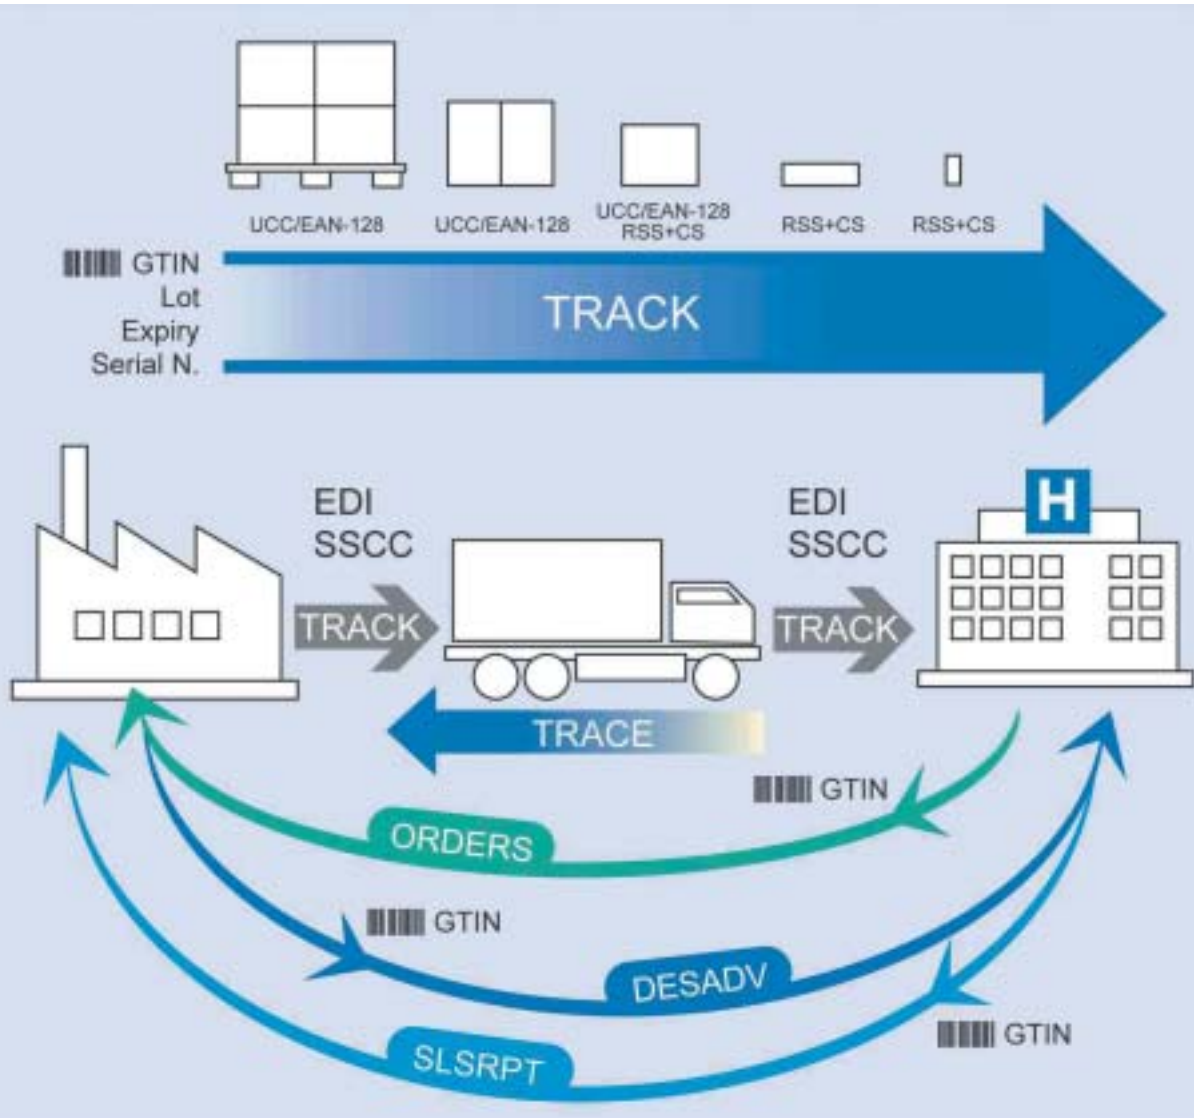 UCC/EAN-128
UCC/EAN-128
UCC/EAN-128
RSS+CS
RSS+CS
RSS+CS
GTIN
Lot
Expiry
Serial N.
TRACK
EDI
SSCC
TRACK
EDI
SSCC
TRACK
H
TRACE
GTIN
ORDERS
GTIN
DESADV
GTIN
SLSRPT